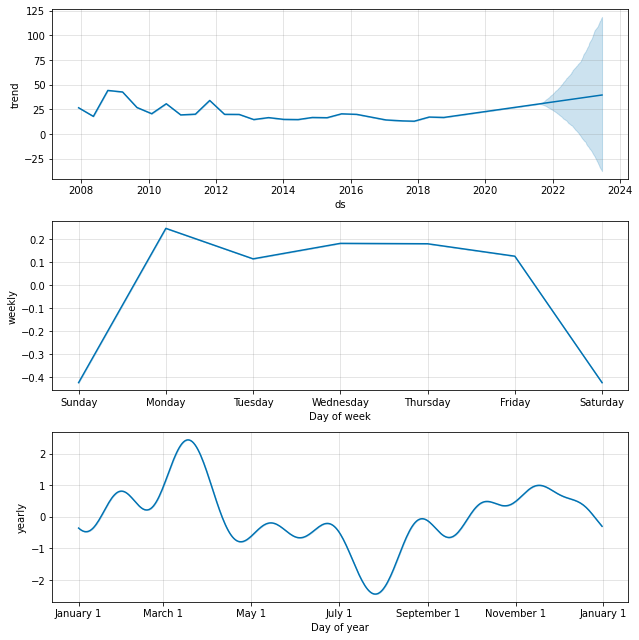 125
100
75
50
25
0
−25
trend
2008 2010 2012 2014 2016 2018 2020 2022 2024
ds
0.2
0.1
0.0
−0.1
−0.2
−0.3
−0.4
weekly
Sunday Monday Tuesday Wednesday Thursday Friday Saturday
Day of week
2
1
0
−1
−2
yearly
January 1 March 1 May 1 July 1 September 1 November 1 January 1
Day of year